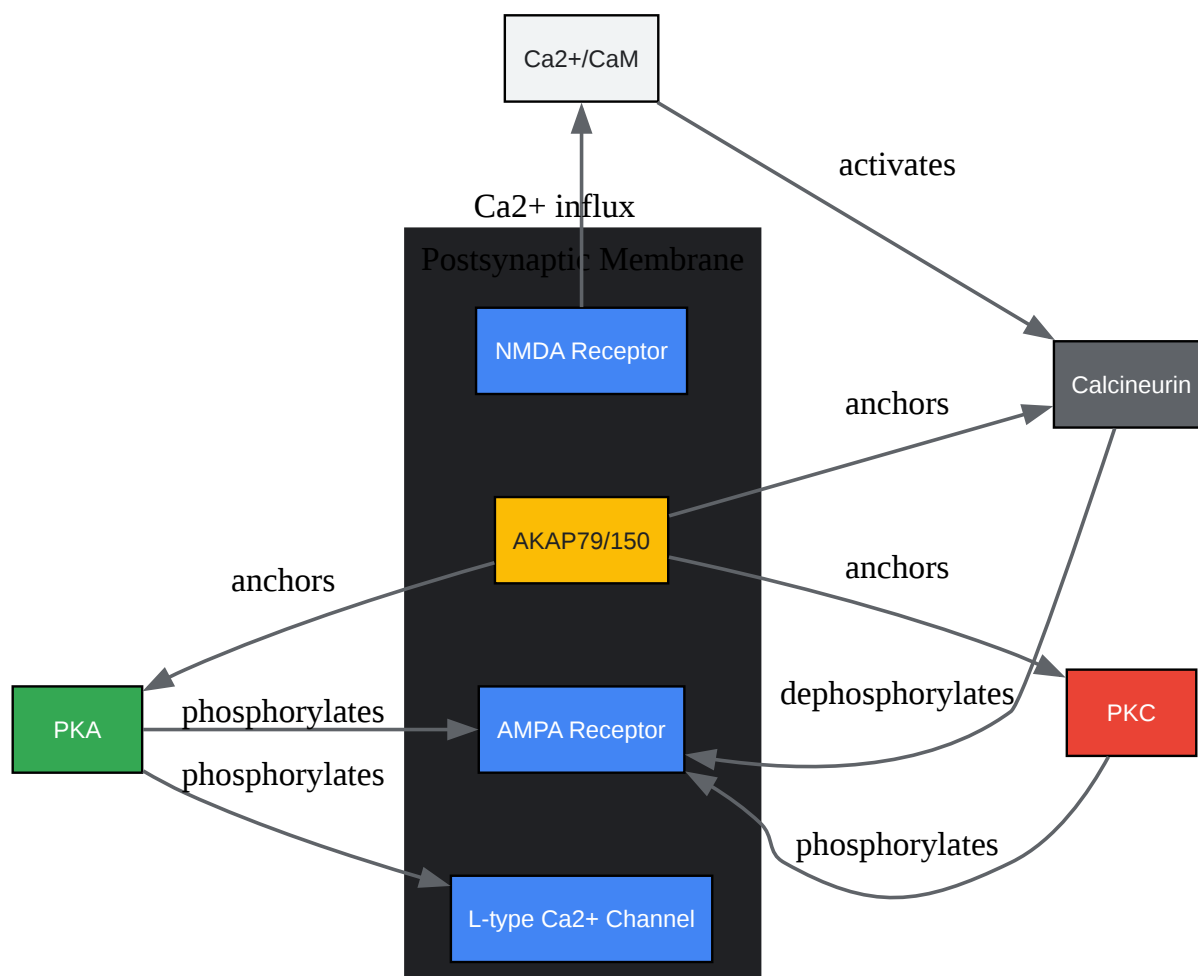 Ca2+/CaM
activates
Ca2+ influx
Postsynaptic Membrane
NMDA Receptor
Calcineurin
anchors
AKAP79/150
anchors
anchors
dephosphorylates
phosphorylates
PKA
AMPA Receptor
PKC
phosphorylates
phosphorylates
L-type Ca2+ Channel